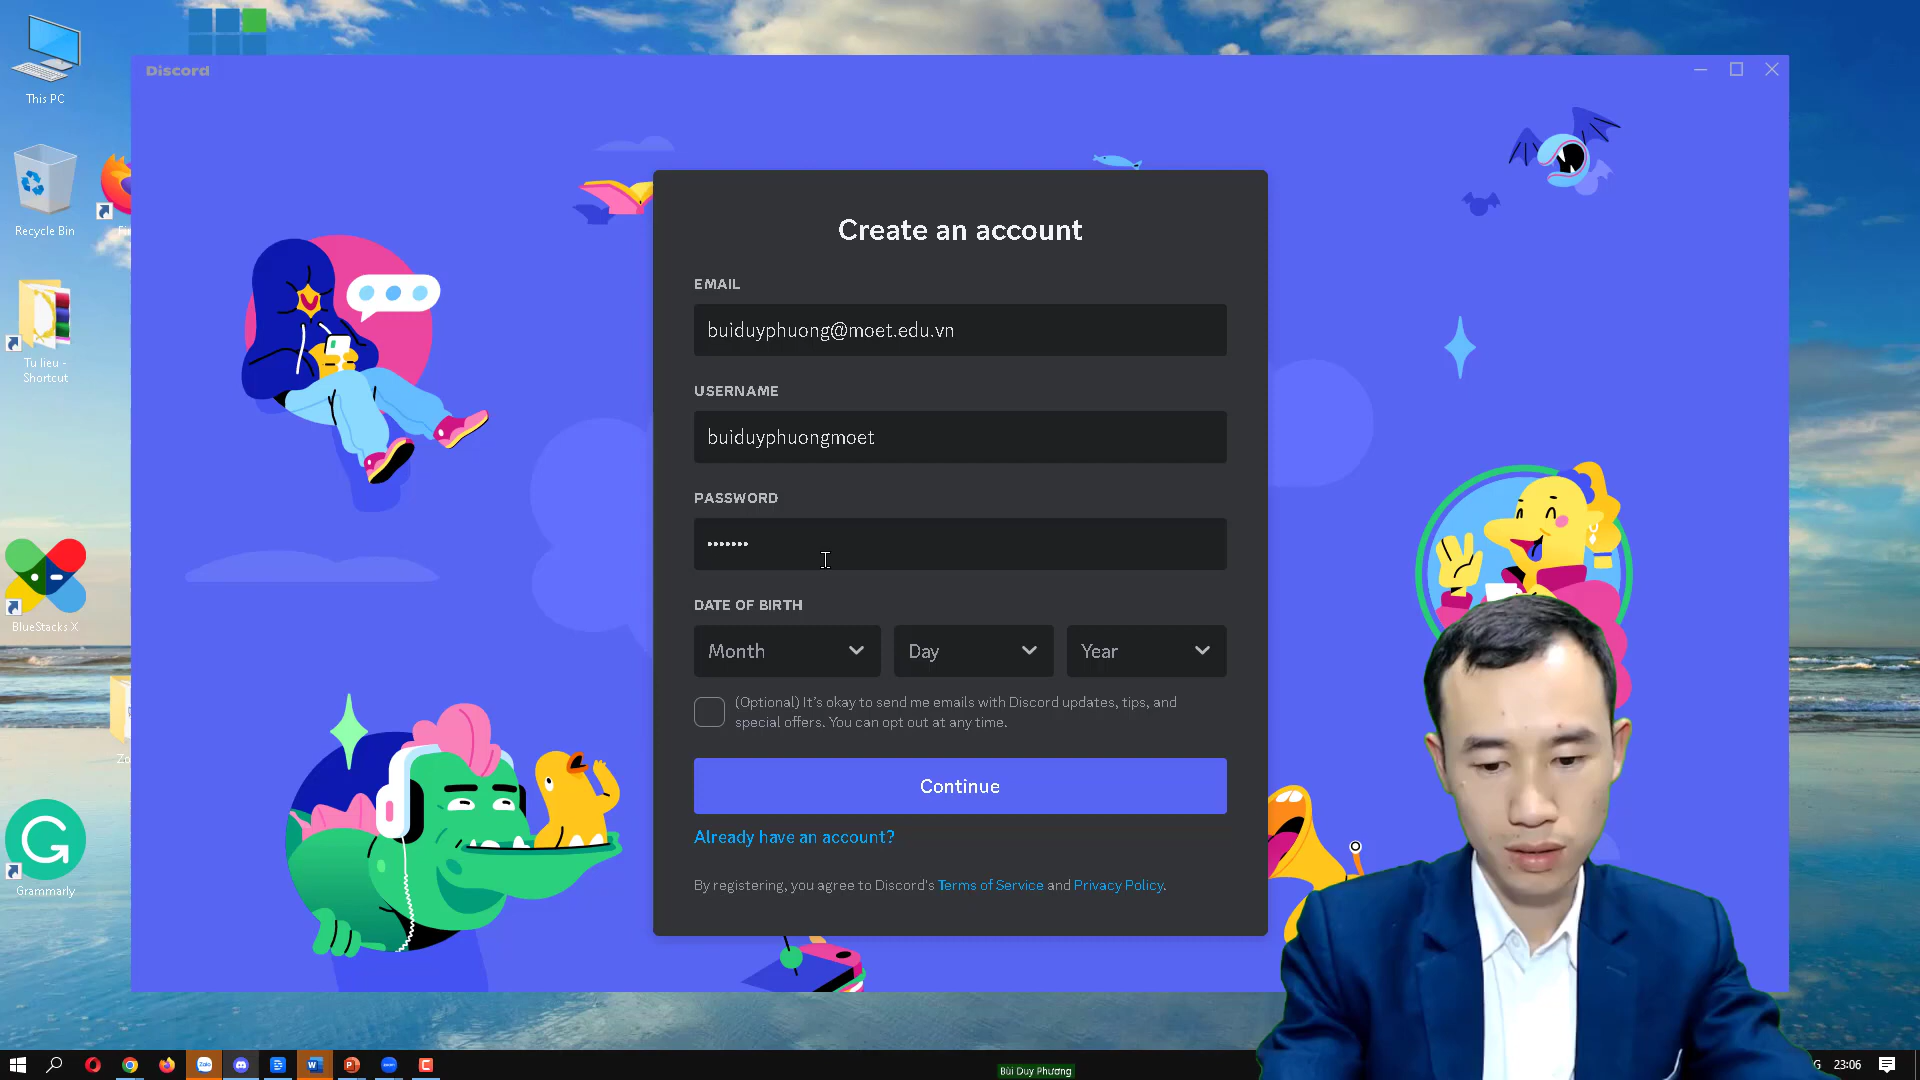 This PC
Recycle Bin
Tu lieu -
Shortcut
BlueStacks X
Grammarly
Discord
Create an account
EMAIL
buiduyphuong@moet.edu.vn
USERNAME
buiduyphuongmoet
PASSWORD
•••••••
DATE OF BIRTH
Month
Day
Year
(Optional) It's okay to send me emails with Discord updates, tips, and
special offers. You can opt out at any time.
Continue
Already have an account?
By registering, you agree to Discord's Terms of Service and Privacy Policy.
Zalo
Bùi Duy Phương
23:06